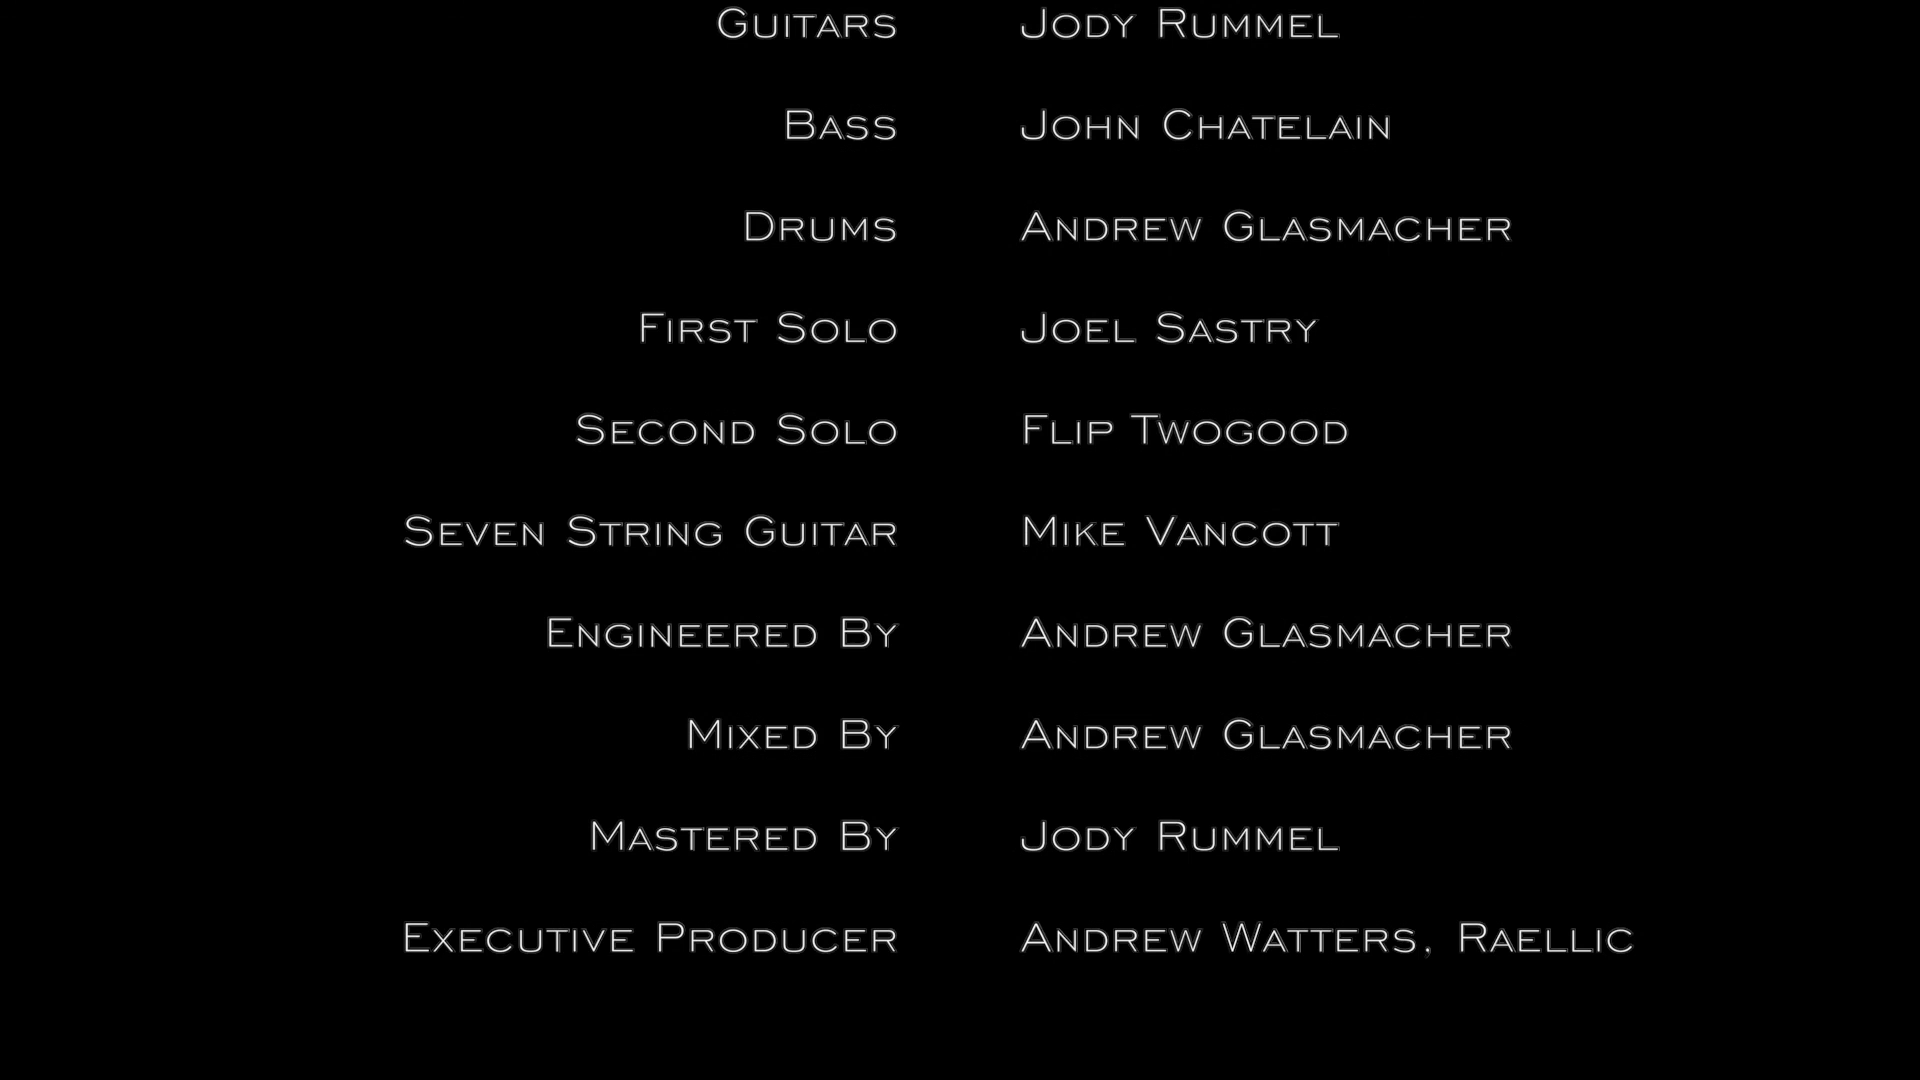 Guitars Jody Rummel
Bass John Chatelain
Drums Andrew Glasmacher
First Solo Joel Sastry
Second Solo Flip Twogood
Seven String Guitar Mike Vancott
Engineered By Andrew Glasmacher
Mixed By Andrew Glasmacher
Mastered By Jody Rummel
Executive Producer Andrew Watters, Raellic